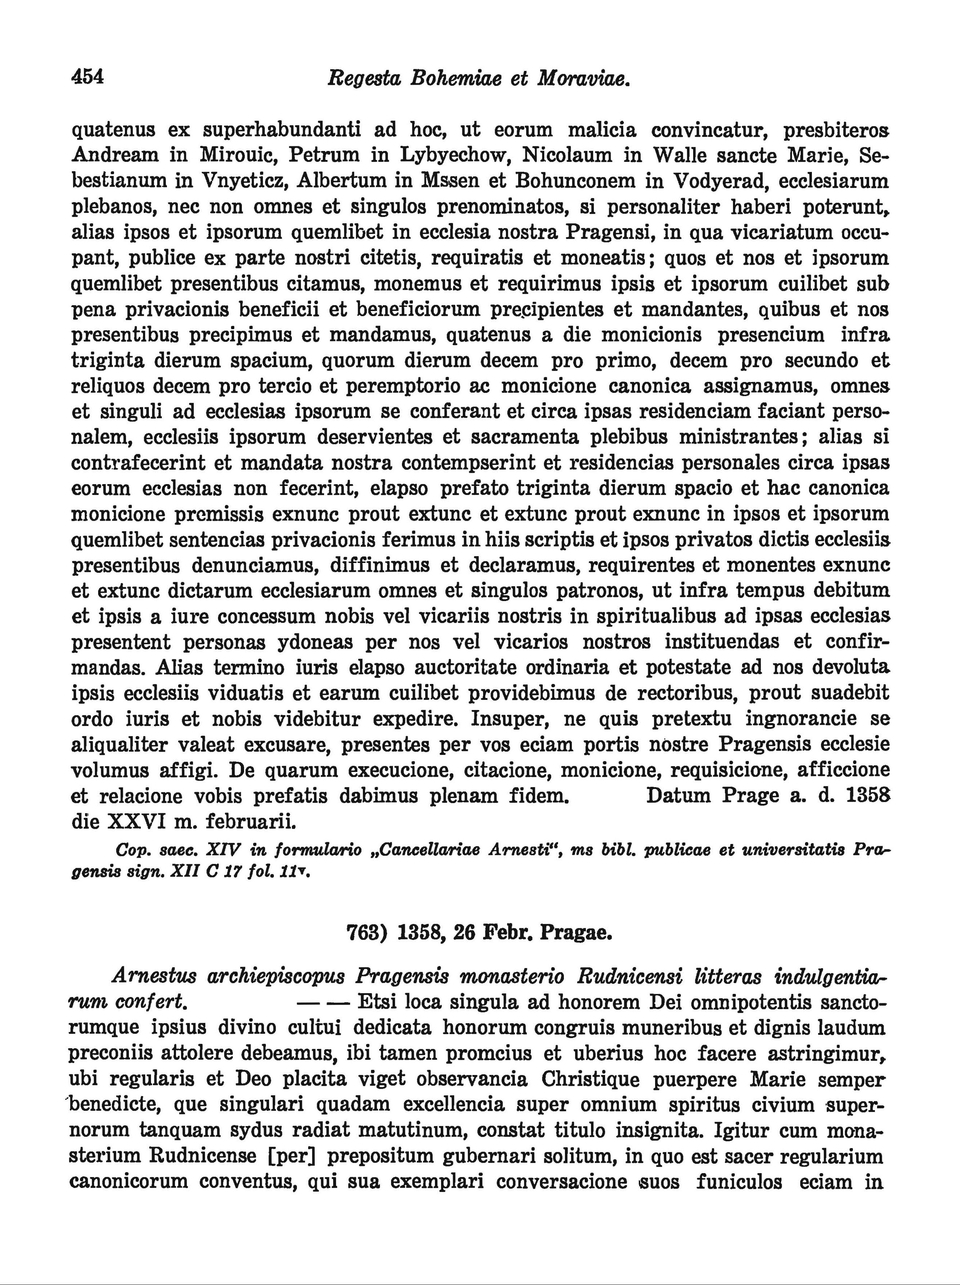 454 Regesta Bohemiae et Moraviae.
quatenus ex superhabundanti ad hoc, ut eorum malicia convincatur, presbiteros
Andream in Mirouic, Petrum in Lybyechow, Nicolaum in Walle sancte Marie, Se-
bestianum in Vnyeticz, Albertum in Mssen et Bohunconem in Vodyerad, ecclesiarum
plebanos, nec non omnes et singulos prenominatos, si personaliter haberi poterunt,
alias ipsos et ipsorum quemlibet in ecclesia nostra Pragensi, in qua vicariatum occu-
pant, publice ex parte nostri citetis, requiratis et moneatis; quos et nos et ipsorum
quemlibet presentibus citamus, monemus et requirimus ipsis et ipsorum cuilibet sub
pena privacionis beneficii et beneficiorum precipientes et mandantes, quibus et nos
presentibus precipimus et mandamus, quatenus a die monicionis presencium infra
triginta dierum spacium, quorum dierum decem pro primo, decem pro secundo et
reliquos decem pro tercio et peremptorio ac monicione canonica assignamus, omnes
et singuli ad ecclesias ipsorum se conferant et circa ipsas residenciam faciant perso-
nalem, ecclesiis ipsorum deservientes et sacramenta plebibus ministrantes; alias si
contrafecerint et mandata nostra contempserint et residencias personales circa ipsas
eorum ecclesias non fecerint, elapso prefato triginta dierum spacio et hac canonica
monicione premissis exnunc prout extunc et extunc prout exnunc in ipsos et ipsorum
quemlibet sentencias privacionis ferimus in hiis scriptis et ipsos privatos dictis ecclesiis
presentibus denunciamus, diffinimus et declaramus, requirentes et monentes exnunc
et extunc dictarum ecclesiarum omnes et singulos patronos, ut infra tempus debitum
et ipsis a iure concessum nobis vel vicariis nostris in spiritualibus ad ipsas ecclesias
presentent personas ydoneas per nos vel vicarios nostros instituendas et confir-
mandas. Alias termino iuris elapso auctoritate ordinaria et potestate ad nos devoluta
ipsis ecclesiis viduatis et earum cuilibet providebimus de rectoribus, prout suadebit
ordo iuris et nobis videbitur expedire. Insuper, ne quis pretextu ingnorancie se
aliqualiter valeat excusare, presentes per vos eciam portis nostre Pragensis ecclesie
volumus affigi. De quarum execucione, citacione, monicione, requisicione, afficcione
et relacione vobis prefatis dabimus plenam fidem. Datum Prage a. d. 1358
die XXVI m. februarii.
Cop. saec. XIV in formulario „Cancellariae Arnesti“, ms bibl. publicae et universitatis Pra-
gensis sign. XII C 17 fol. 11v.
763) 1358, 26 Febr. Pragae.
Arnestus archiepiscopus Pragensis monasterio Rudnicensi litteras indulgentia-
rum confert. — — Etsi loca singula ad honorem Dei omnipotentis sancto-
rumque ipsius divino cultui dedicata honorum congruis muneribus et dignis laudum
preconiis attolere debeamus, ibi tamen promcius et uberius hoc facere astringimur,
ubi regularis et Deo placita viget observancia Christique puerpere Marie semper
benedicte, que singulari quadam excellencia super omnium spiritus civium super-
norum tanquam sydus radiat matutinum, constat titulo insignita. Igitur cum mona-
sterium Rudnicense [per] prepositum gubernari solitum, in quo est sacer regularium
canonicorum conventus, qui sua exemplari conversacione suos funiculos eciam in